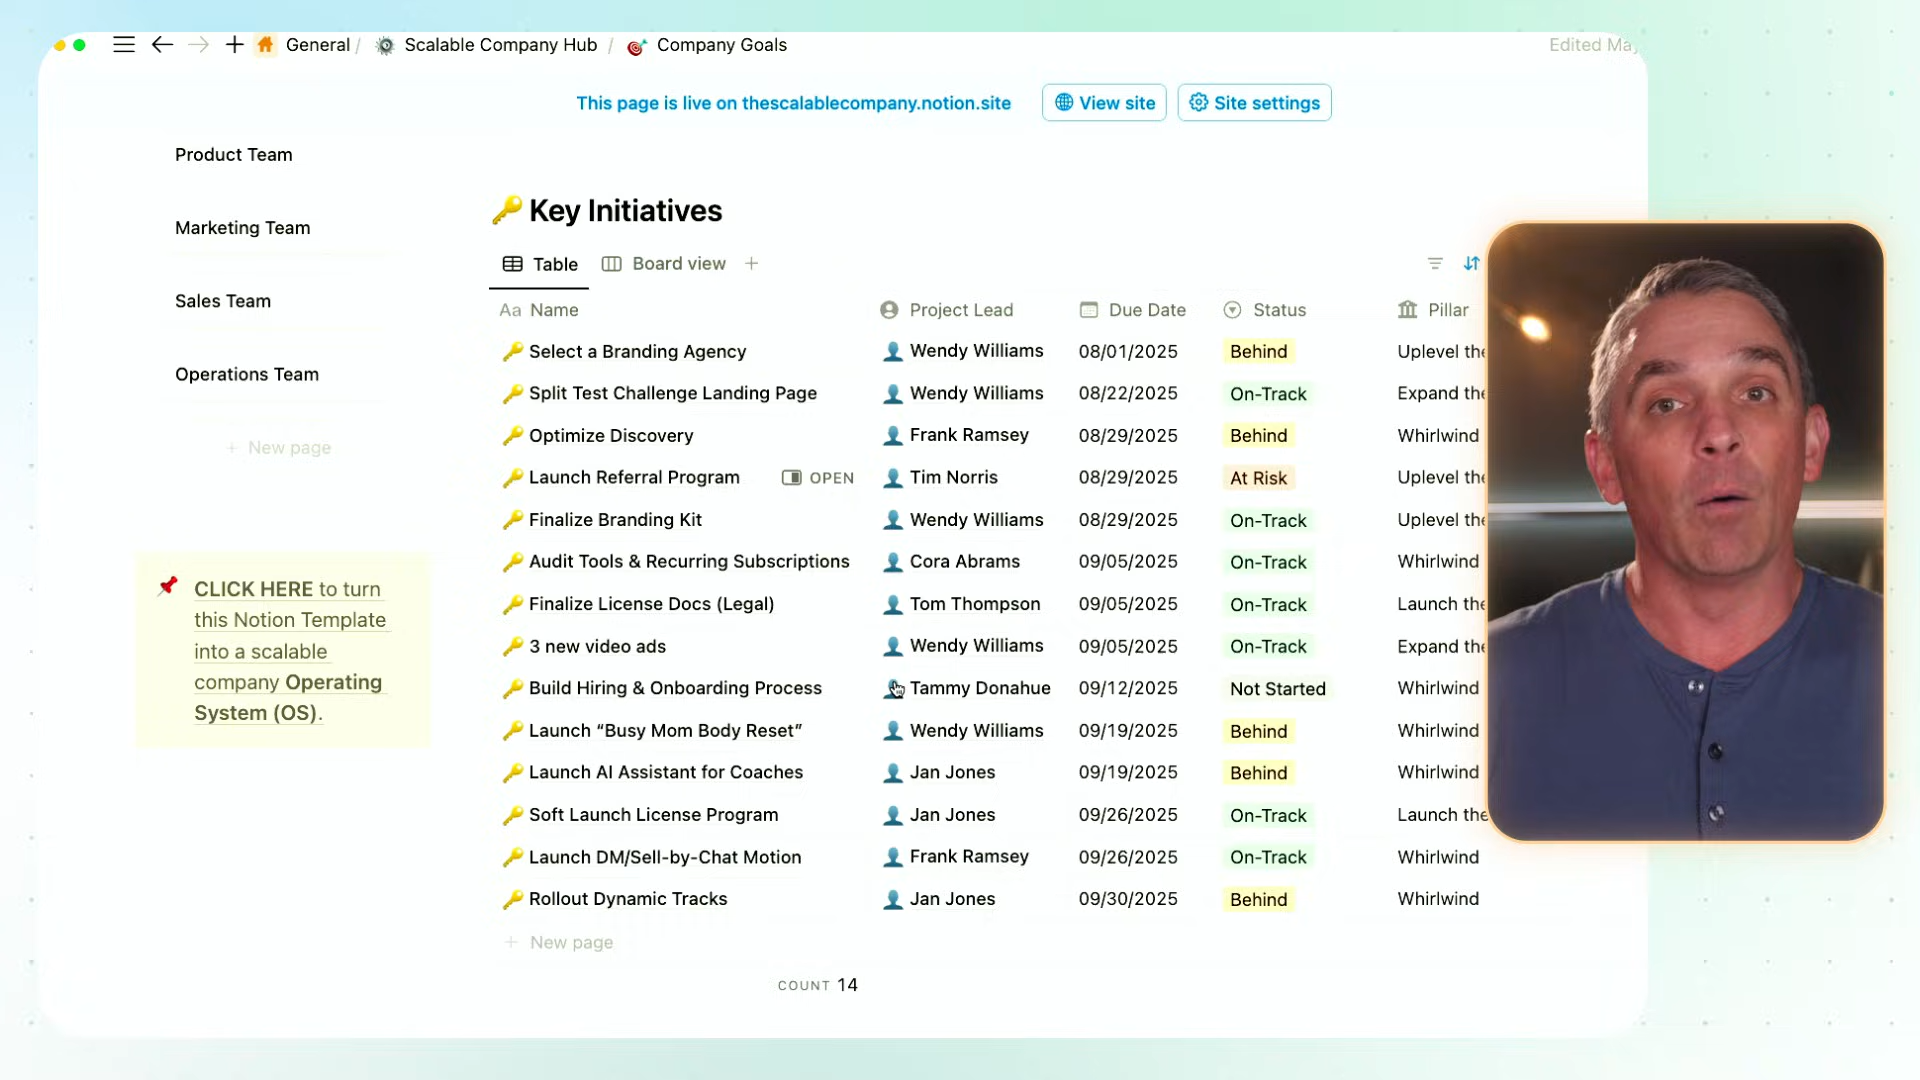 General / Scalable Company Hub / Company Goals
Edited May
This page is live on thescalablecompany.notion.site
View site
Site settings
Product Team
Marketing Team
Sales Team
Operations Team
+ New page
CLICK HERE to turn
this Notion Template
into a scalable
company Operating
System (OS).
Key Initiatives
Table
Board view
Aa Name Project Lead Due Date Status Pillar
Select a Branding Agency Wendy Williams 08/01/2025 Behind Uplevel the
Split Test Challenge Landing Page Wendy Williams 08/22/2025 On-Track Expand the
Optimize Discovery Frank Ramsey 08/29/2025 Behind Whirlwind
Launch Referral Program OPEN Tim Norris 08/29/2025 At Risk Uplevel the
Finalize Branding Kit Wendy Williams 08/29/2025 On-Track Uplevel the
Audit Tools & Recurring Subscriptions Cora Abrams 09/05/2025 On-Track Whirlwind
Finalize License Docs (Legal) Tom Thompson 09/05/2025 On-Track Launch the
3 new video ads Wendy Williams 09/05/2025 On-Track Expand the
Build Hiring & Onboarding Process Tammy Donahue 09/12/2025 Not Started Whirlwind
Launch “Busy Mom Body Reset” Wendy Williams 09/19/2025 Behind Whirlwind
Launch AI Assistant for Coaches Jan Jones 09/19/2025 Behind Whirlwind
Soft Launch License Program Jan Jones 09/26/2025 On-Track Launch the
Launch DM/Sell-by-Chat Motion Frank Ramsey 09/26/2025 On-Track Whirlwind
Rollout Dynamic Tracks Jan Jones 09/30/2025 Behind Whirlwind
+ New page
COUNT 14